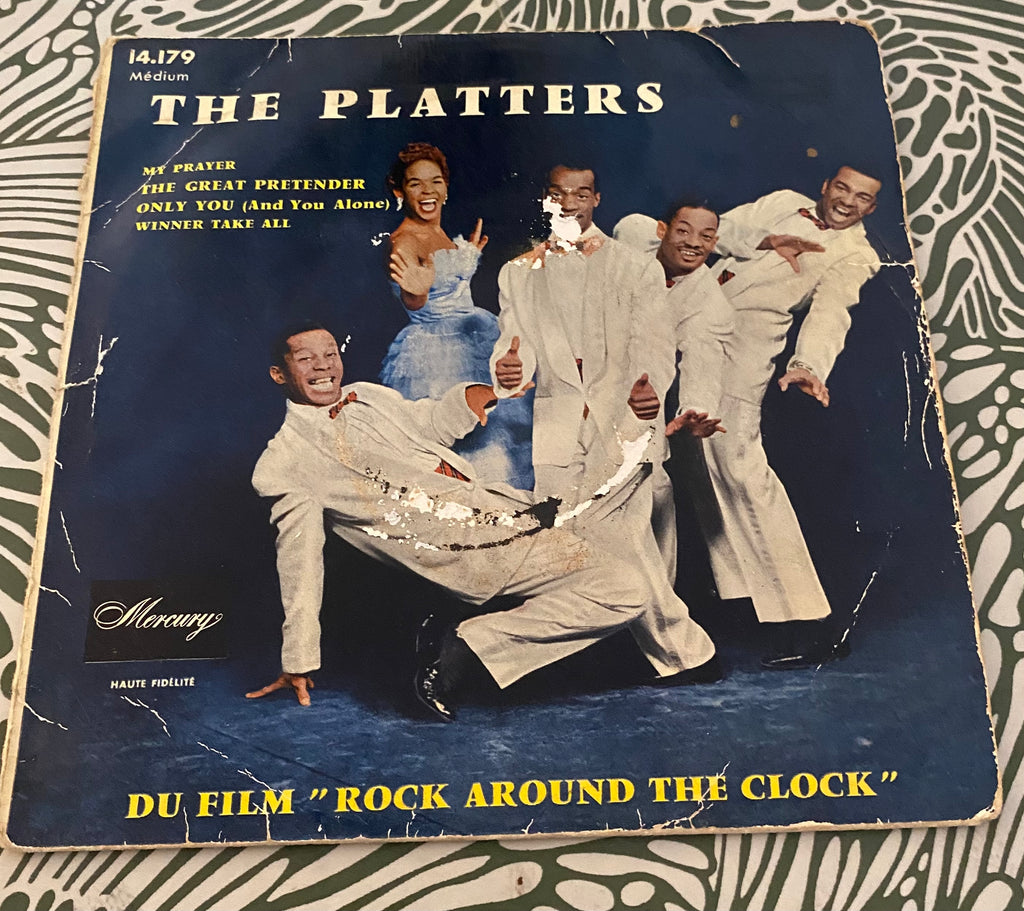 14.179
Médium
THE PLATTERS
MY PRAYER
THE GREAT PRETENDER
ONLY YOU (And You Alone)
WINNER TAKE ALL
Mercury
HAUTE FIDÉLITÉ
DU FILM "ROCK AROUND THE CLOCK"